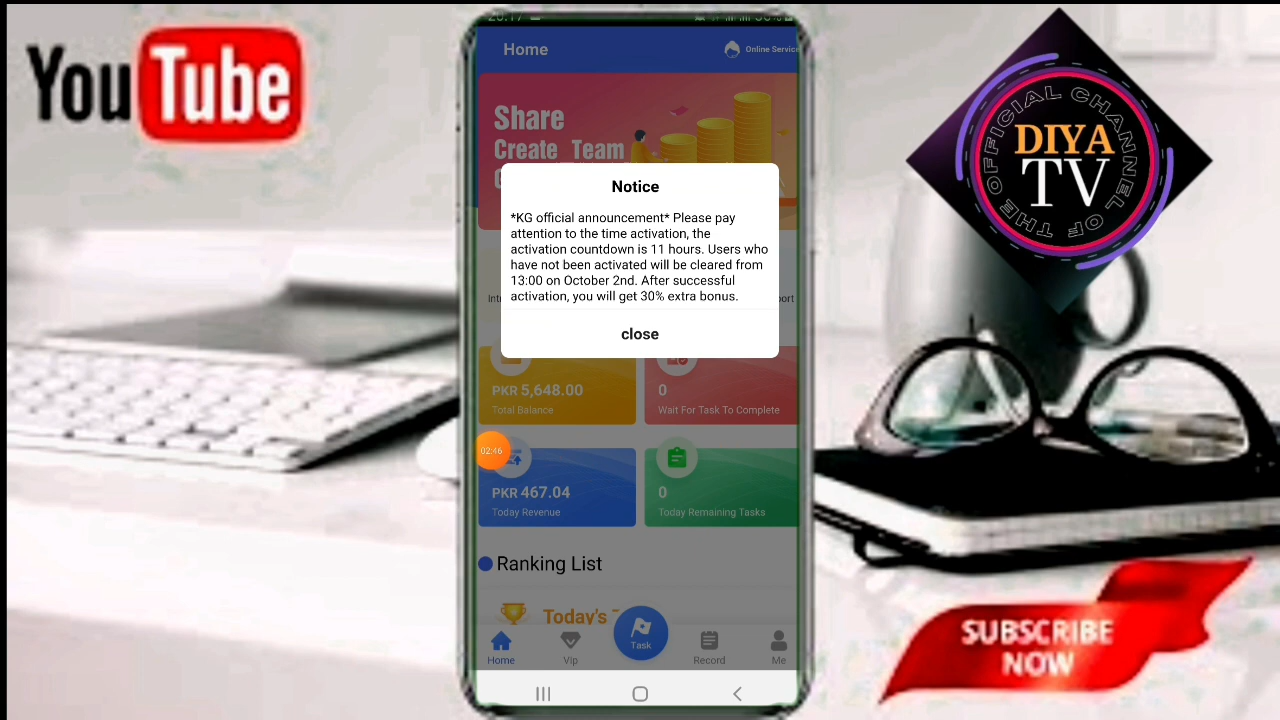 YouTube
Home
Online Service
Share
Create Team
Notice
*KG official announcement* Please pay
attention to the time activation, the
activation countdown is 11 hours. Users who
have not been activated will be cleared from
13:00 on October 2nd. After successful
activation, you will get 30% extra bonus.
close
PKR 5,648.00
Total Balance
0
Wait For Task To Complete
02:46
PKR 467.04
Today Revenue
0
Today Remaining Tasks
Ranking List
Today's
Task
Home
Vip
Record
Me
OFFICIAL CHANNEL OF THE
DIYA
TV
SUBSCRIBE
NOW